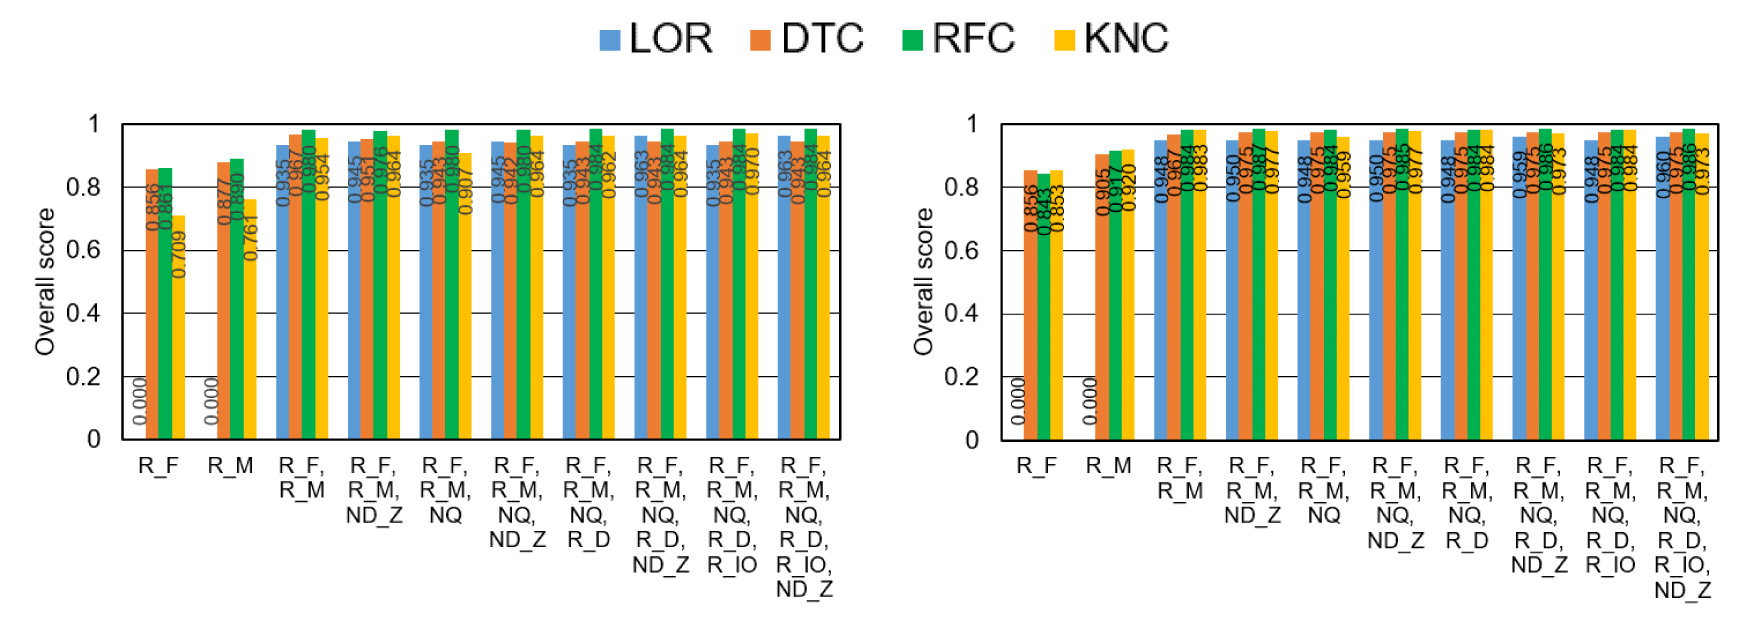 LOR DTC RFC KNC
Overall score
1
0.8
0.6
0.4
0.2
0
0.000 0.856 0.861 0.709
0.000 0.877 0.890 0.761
0.935 0.967 0.980 0.954
0.945 0.951 0.976 0.964
0.935 0.943 0.980 0.907
0.945 0.942 0.980 0.964
0.935 0.943 0.984 0.962
0.963 0.943 0.984 0.964
0.935 0.943 0.984 0.970
0.963 0.943 0.984 0.964
R_F
R_M
R_F,
R_M
R_F,
R_M,
ND_Z
R_F,
R_M,
NQ
R_F,
R_M,
NQ,
ND_Z
R_F,
R_M,
NQ,
R_D
R_F,
R_M,
NQ,
R_D,
ND_Z
R_F,
R_M,
NQ,
R_D,
R_IO
R_F,
R_M,
NQ,
R_D,
R_IO,
ND_Z
Overall score
1
0.8
0.6
0.4
0.2
0
0.000 0.856 0.843 0.853
0.000 0.905 0.917 0.920
0.948 0.967 0.984 0.983
0.950 0.975 0.987 0.977
0.948 0.975 0.984 0.959
0.950 0.975 0.985 0.977
0.948 0.975 0.984 0.984
0.959 0.975 0.986 0.973
0.948 0.975 0.984 0.984
0.960 0.975 0.986 0.973
R_F
R_M
R_F,
R_M
R_F,
R_M,
ND_Z
R_F,
R_M,
NQ
R_F,
R_M,
NQ,
ND_Z
R_F,
R_M,
NQ,
R_D
R_F,
R_M,
NQ,
R_D,
ND_Z
R_F,
R_M,
NQ,
R_D,
R_IO
R_F,
R_M,
NQ,
R_D,
R_IO,
ND_Z